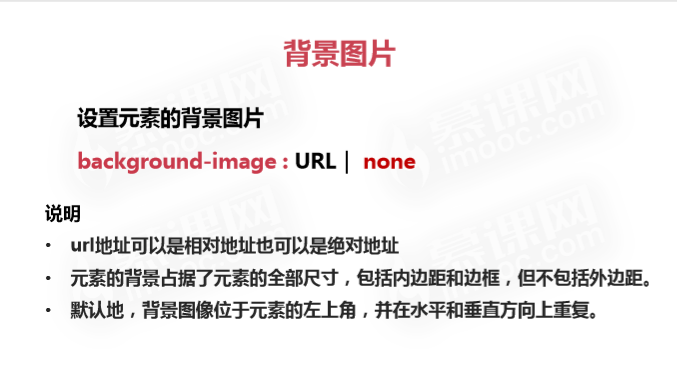 背景图片
设置元素的背景图片
background-image : URL｜ none
说明
• url地址可以是相对地址也可以是绝对地址
• 元素的背景占据了元素的全部尺寸，包括内边距和边框，但不包括外边距。
• 默认地，背景图像位于元素的左上角，并在水平和垂直方向上重复。
慕课网
imooc.com
慕课网
imooc.com